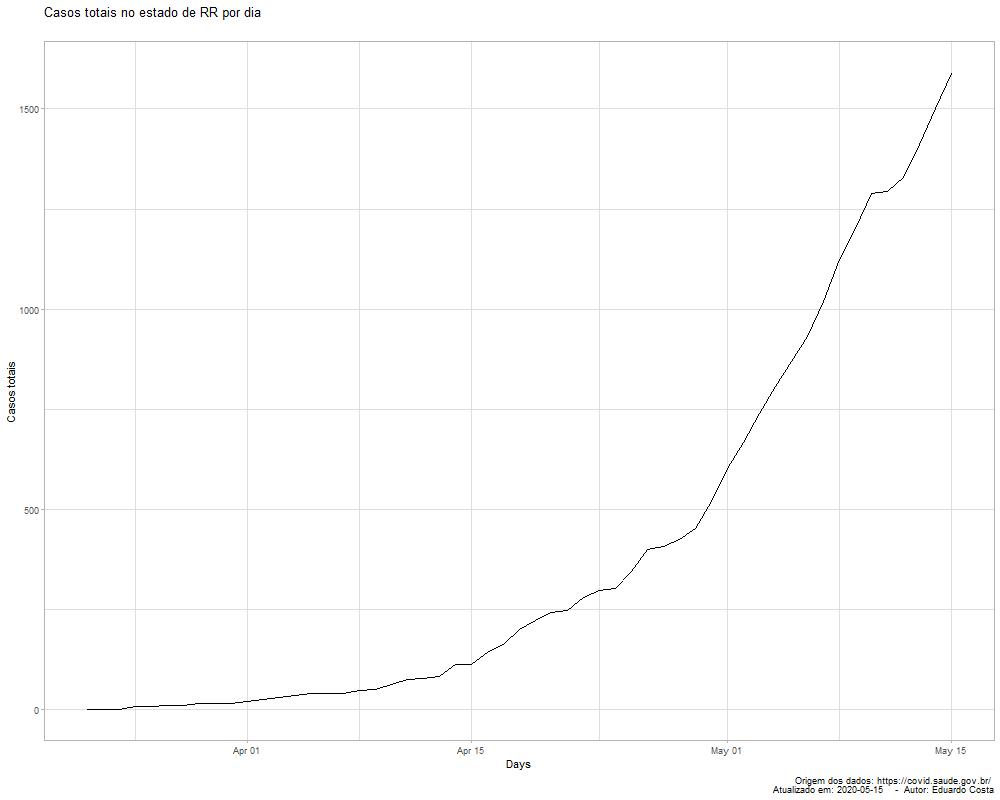 Casos totais no estado de RR por dia
1500
1000
500
0
Casos totais
Apr 01
Apr 15
May 01
May 15
Days
Origem dos dados: https://covid.saude.gov.br/
Atualizado em: 2020-05-15 - Autor: Eduardo Costa